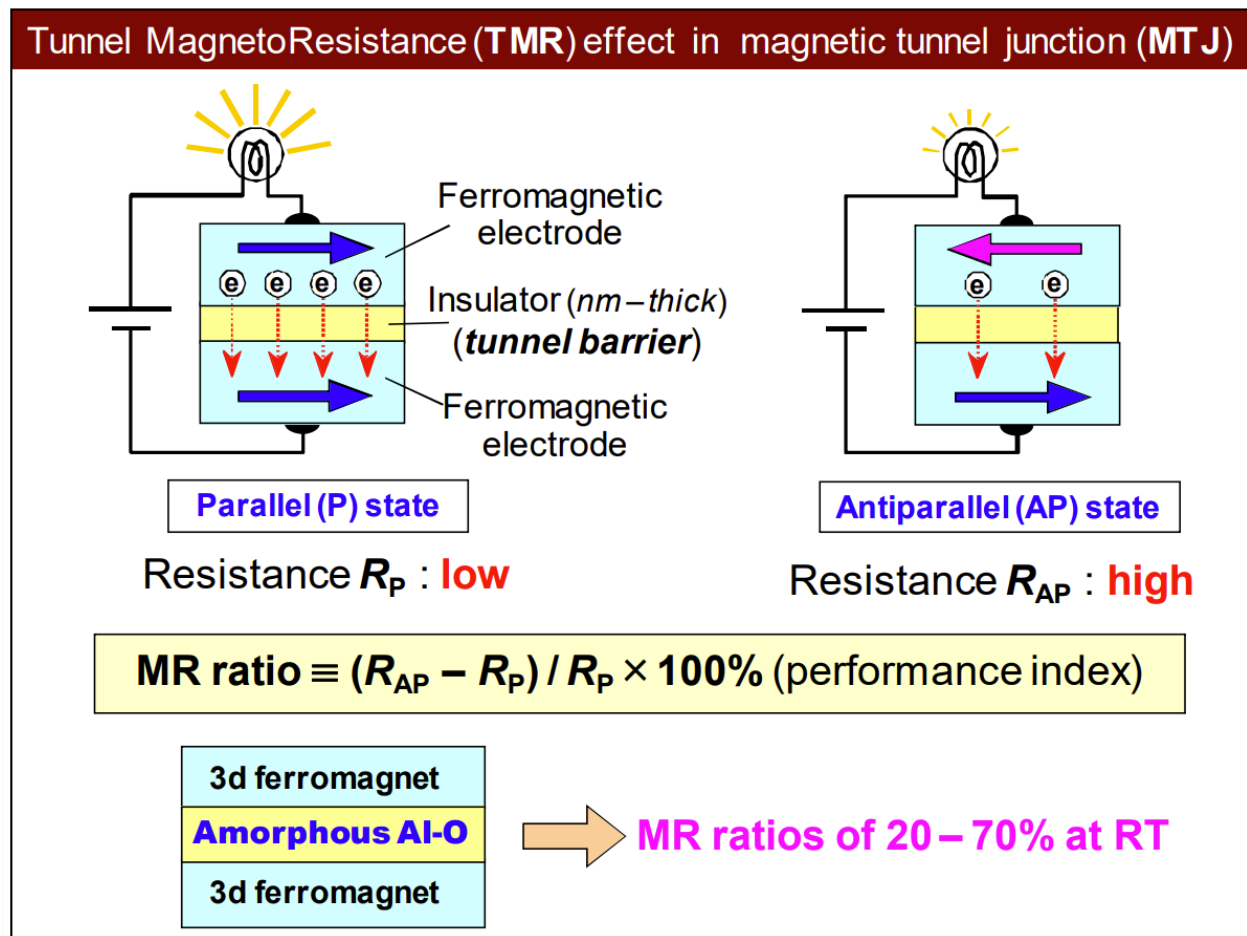 Tunnel MagnetoResistance (TMR) effect in magnetic tunnel junction (MTJ)
Ferromagnetic
electrode
e e e e
Insulator (nm–thick)
(tunnel barrier)
Ferromagnetic
electrode
e e
Parallel (P) state
Antiparallel (AP) state
Resistance RP : low
Resistance RAP : high
MR ratio ≡ (RAP – RP) / RP × 100% (performance index)
3d ferromagnet
Amorphous Al-O
3d ferromagnet
MR ratios of 20 – 70% at RT